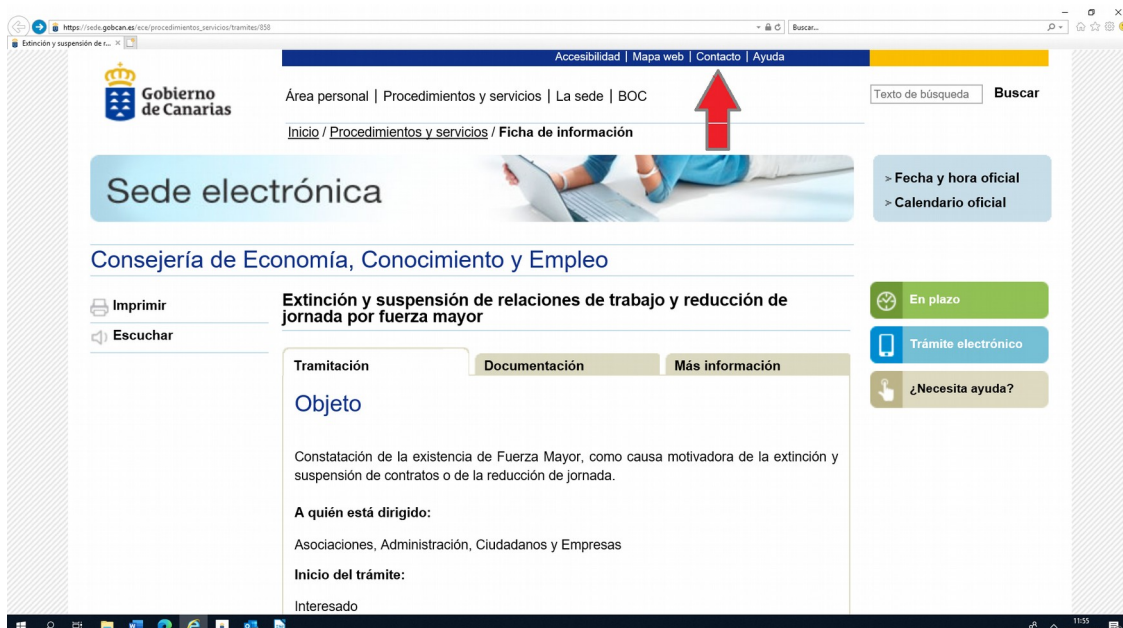 https://sede.gobcan.es/ece/procedimientos_servicios/tramites/858
Buscar...
Extinción y suspensión de r...
Accesibilidad | Mapa web | Contacto | Ayuda
Gobierno
de Canarias
Área personal | Procedimientos y servicios | La sede | BOC
Texto de búsqueda Buscar
Inicio / Procedimientos y servicios / Ficha de información
Sede electrónica
> Fecha y hora oficial
> Calendario oficial
Consejería de Economía, Conocimiento y Empleo
Imprimir
Escuchar
Extinción y suspensión de relaciones de trabajo y reducción de
jornada por fuerza mayor
En plazo
Trámite electrónico
¿Necesita ayuda?
Tramitación Documentación Más información
Objeto
Constatación de la existencia de Fuerza Mayor, como causa motivadora de la extinción y
suspensión de contratos o de la reducción de jornada.
A quién está dirigido:
Asociaciones, Administración, Ciudadanos y Empresas
Inicio del trámite:
Interesado
11:55